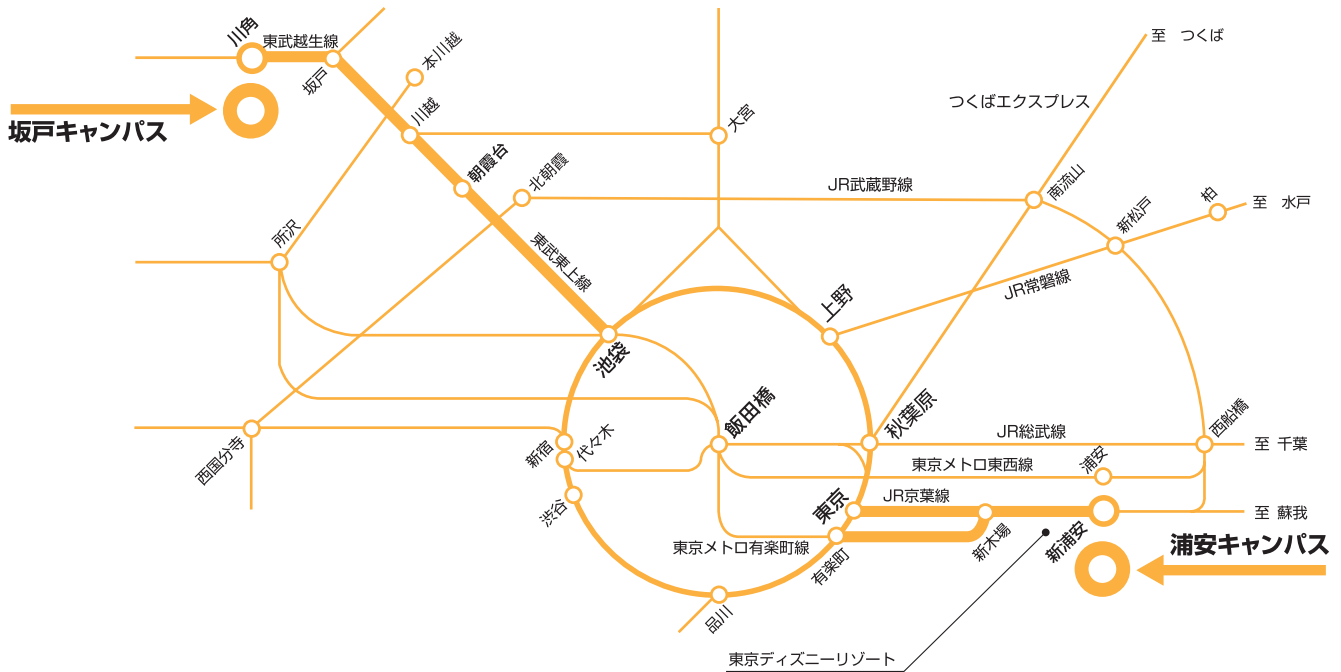 川角
東武越生線
坂戸
本川越
至 つくば
坂戸キャンパス
川越
大宮
つくばエクスプレス
朝霞台
北朝霞
JR武蔵野線
南流山
新松戸
柏
至 水戸
所沢
東武東上線
JR常磐線
上野
池袋
飯田橋
秋葉原
西国分寺
新宿
代々木
JR総武線
西船橋
至 千葉
東京メトロ東西線
浦安
渋谷
東京
JR京葉線
至 蘇我
東京メトロ有楽町線
有楽町
新木場
新浦安
浦安キャンパス
品川
東京ディズニーリゾート